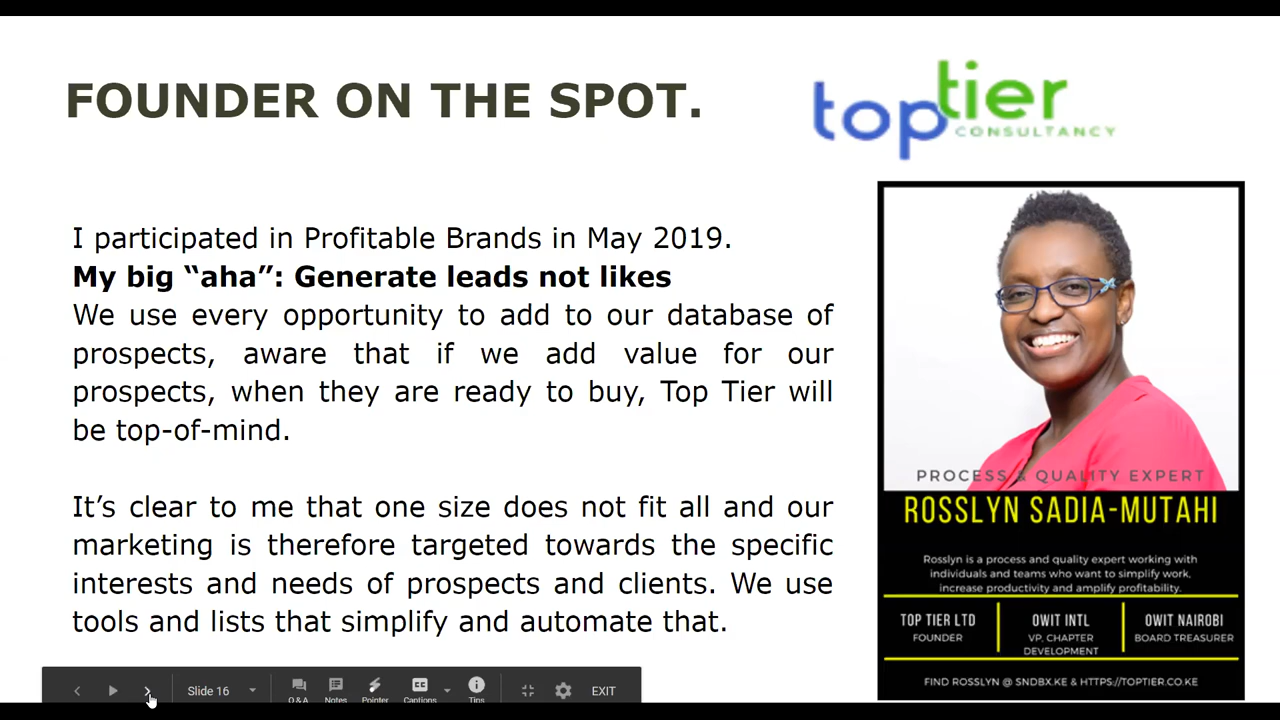 FOUNDER ON THE SPOT.
toptier
CONSULTANCY
I participated in Profitable Brands in May 2019.
My big “aha”: Generate leads not likes
We use every opportunity to add to our database of
prospects, aware that if we add value for our
prospects, when they are ready to buy, Top Tier will
be top-of-mind.
It’s clear to me that one size does not fit all and our
marketing is therefore targeted towards the specific
interests and needs of prospects and clients. We use
tools and lists that simplify and automate that.
PROCESS & QUALITY EXPERT
ROSSLYN SADIA-MUTAHI
Rosslyn is a process and quality expert working with
individuals and teams who want to simplify work,
increase productivity and amplify profitability.
TOP TIER LTD
FOUNDER
OWIT INTL
VP, CHAPTER
DEVELOPMENT
OWIT NAIROBI
BOARD TREASURER
FIND ROSSLYN @ SNDBX.KE & HTTPS://TOPTIER.CO.KE
Slide 16
Q&A
Notes
Pointer
Captions
Tips
EXIT